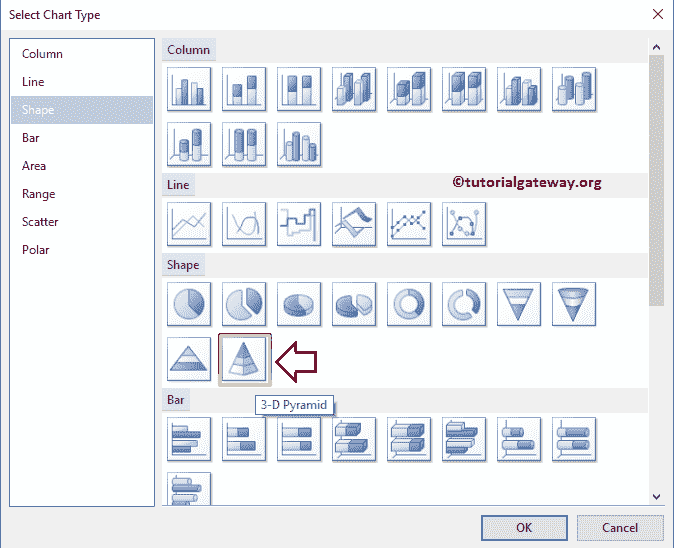 Select Chart Type
Column
Line
Shape
Bar
Area
Range
Scatter
Polar
Column
Line
©tutorialgateway.org
Shape
3-D Pyramid
Bar
OK
Cancel